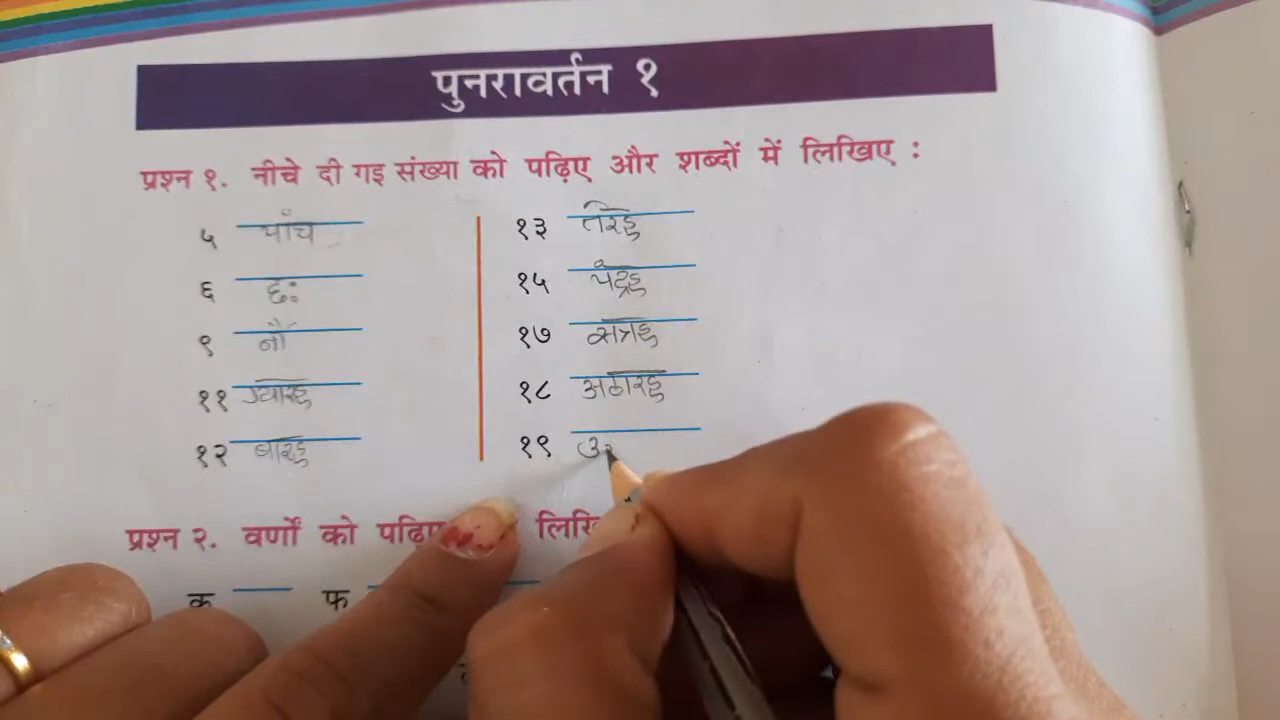 पुनरावर्तन १
प्रश्न १. नीचे दी गइ संख्या को पढ़िए और शब्दों में लिखिए :
५ पाँच
६ छः
९ नौ
११ ग्यारह
१२ बारह
१३ तेरह
१५ पंद्रह
१७ सत्रह
१८ अठारह
१९ उ
प्रश्न २. वर्णों को पढ़िए
क फ